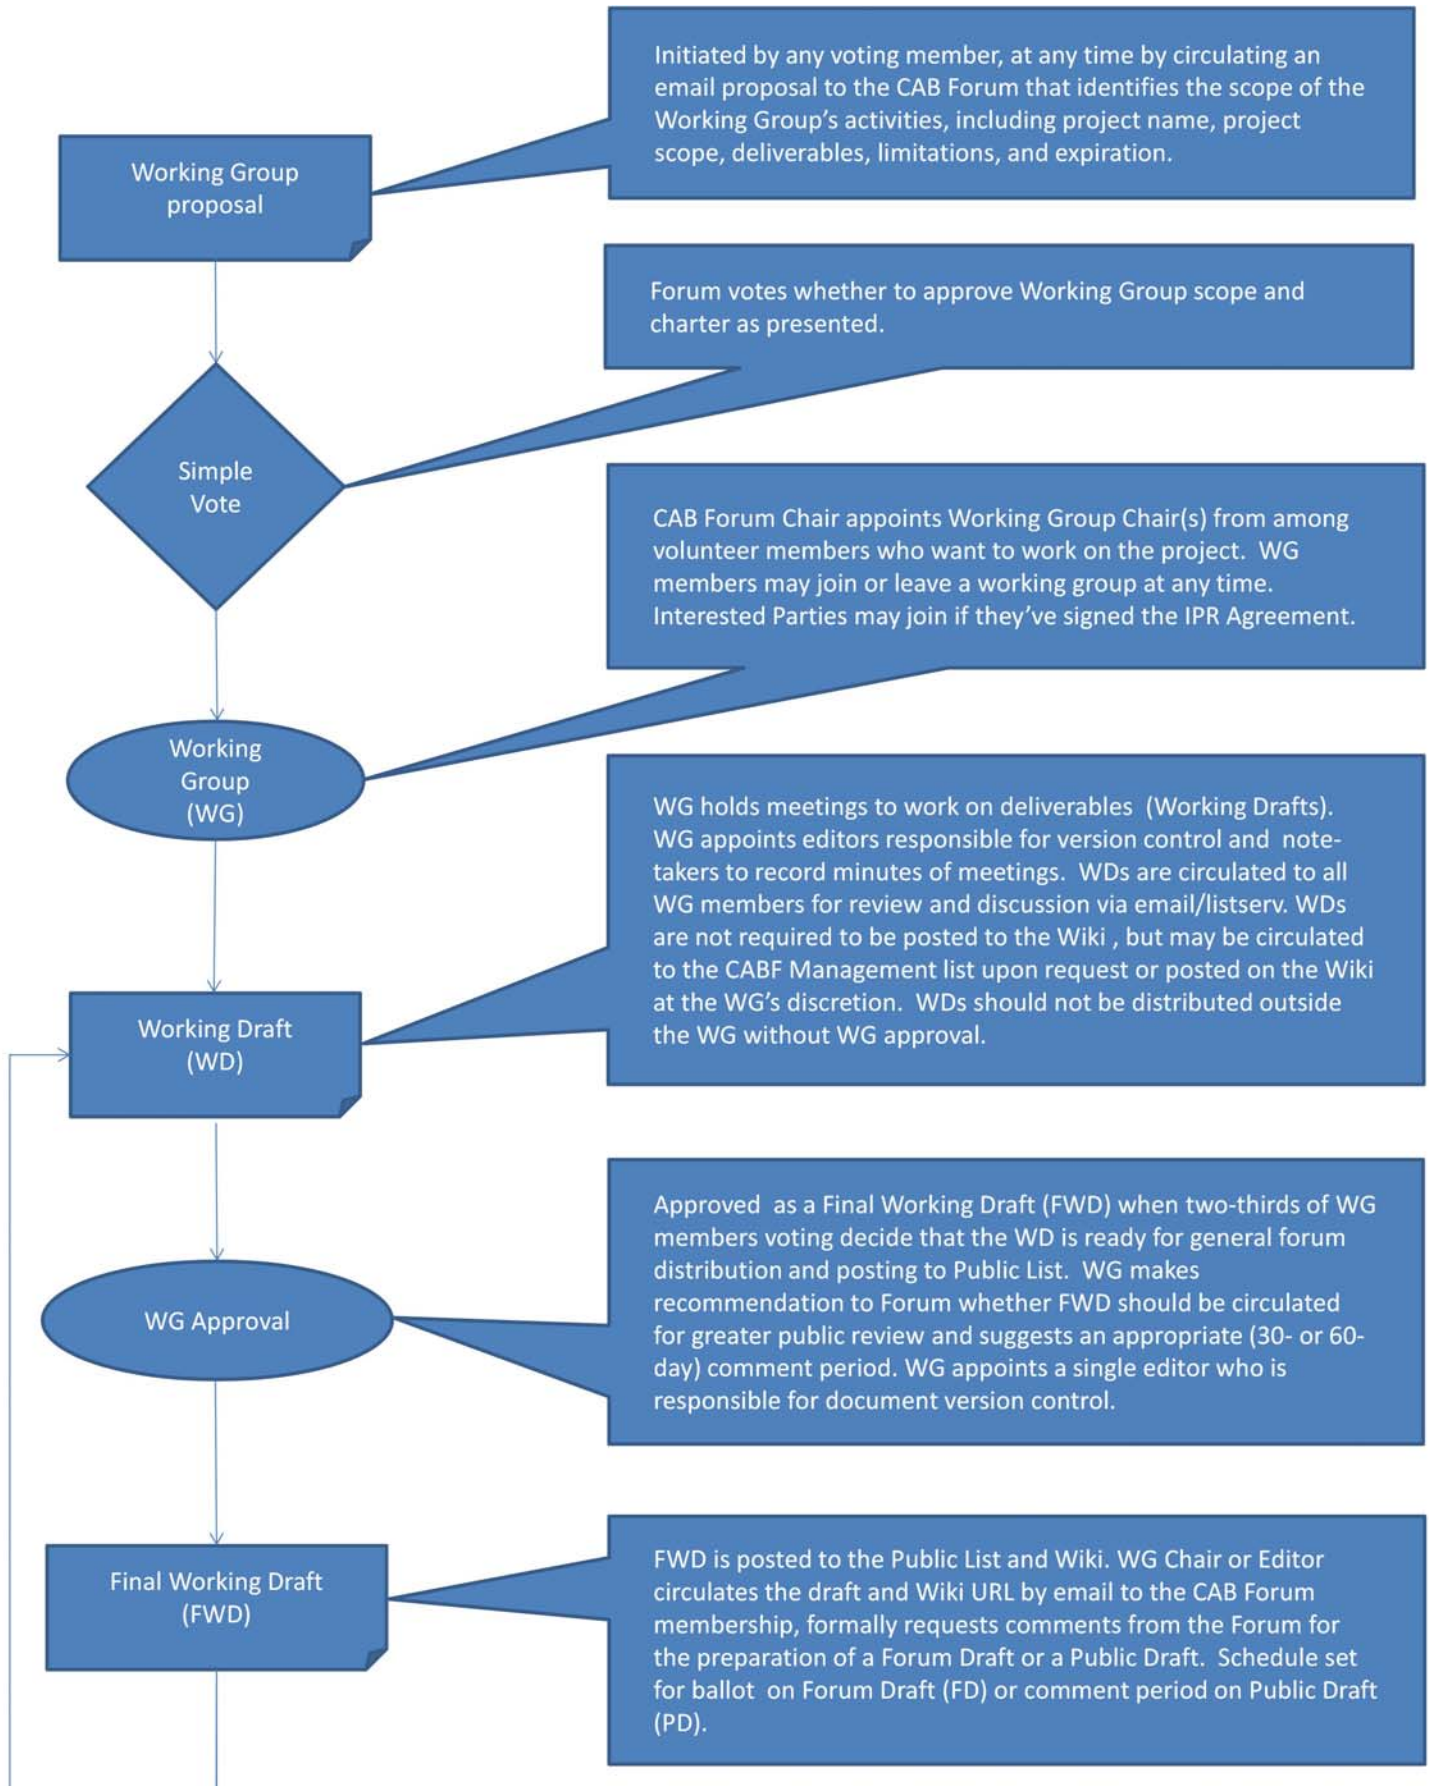 Initiated by any voting member, at any time by circulating an
email proposal to the CAB Forum that identifies the scope of the
Working Group's activities, including project name, project
scope, deliverables, limitations, and expiration.
Working Group
proposal
Forum votes whether to approve Working Group scope and
charter as presented.
Simple
Vote
CAB Forum Chair appoints Working Group Chair(s) from among
volunteer members who want to work on the project.  WG
members may join or leave a working group at any time.
Interested Parties may join if they've signed the IPR Agreement.
Working
Group
(WG)
WG holds meetings to work on deliverables  (Working Drafts).
WG appoints editors responsible for version control and  note-
takers to record minutes of meetings.  WDs are circulated to all
WG members for review and discussion via email/listserv. WDs
are not required to be posted to the Wiki , but may be circulated
to the CABF Management list upon request or posted on the Wiki
at the WG's discretion.  WDs should not be distributed outside
the WG without WG approval.
Working Draft
(WD)
Approved  as a Final Working Draft (FWD) when two-thirds of WG
members voting decide that the WD is ready for general forum
distribution and posting to Public List.  WG makes
recommendation to Forum whether FWD should be circulated
for greater public review and suggests an appropriate (30- or 60-
day) comment period. WG appoints a single editor who is
responsible for document version control.
WG Approval
FWD is posted to the Public List and Wiki. WG Chair or Editor
circulates the draft and Wiki URL by email to the CAB Forum
membership, formally requests comments from the Forum for
the preparation of a Forum Draft or a Public Draft.  Schedule set
for ballot  on Forum Draft (FD) or comment period on Public Draft
(PD).
Final Working Draft
(FWD)